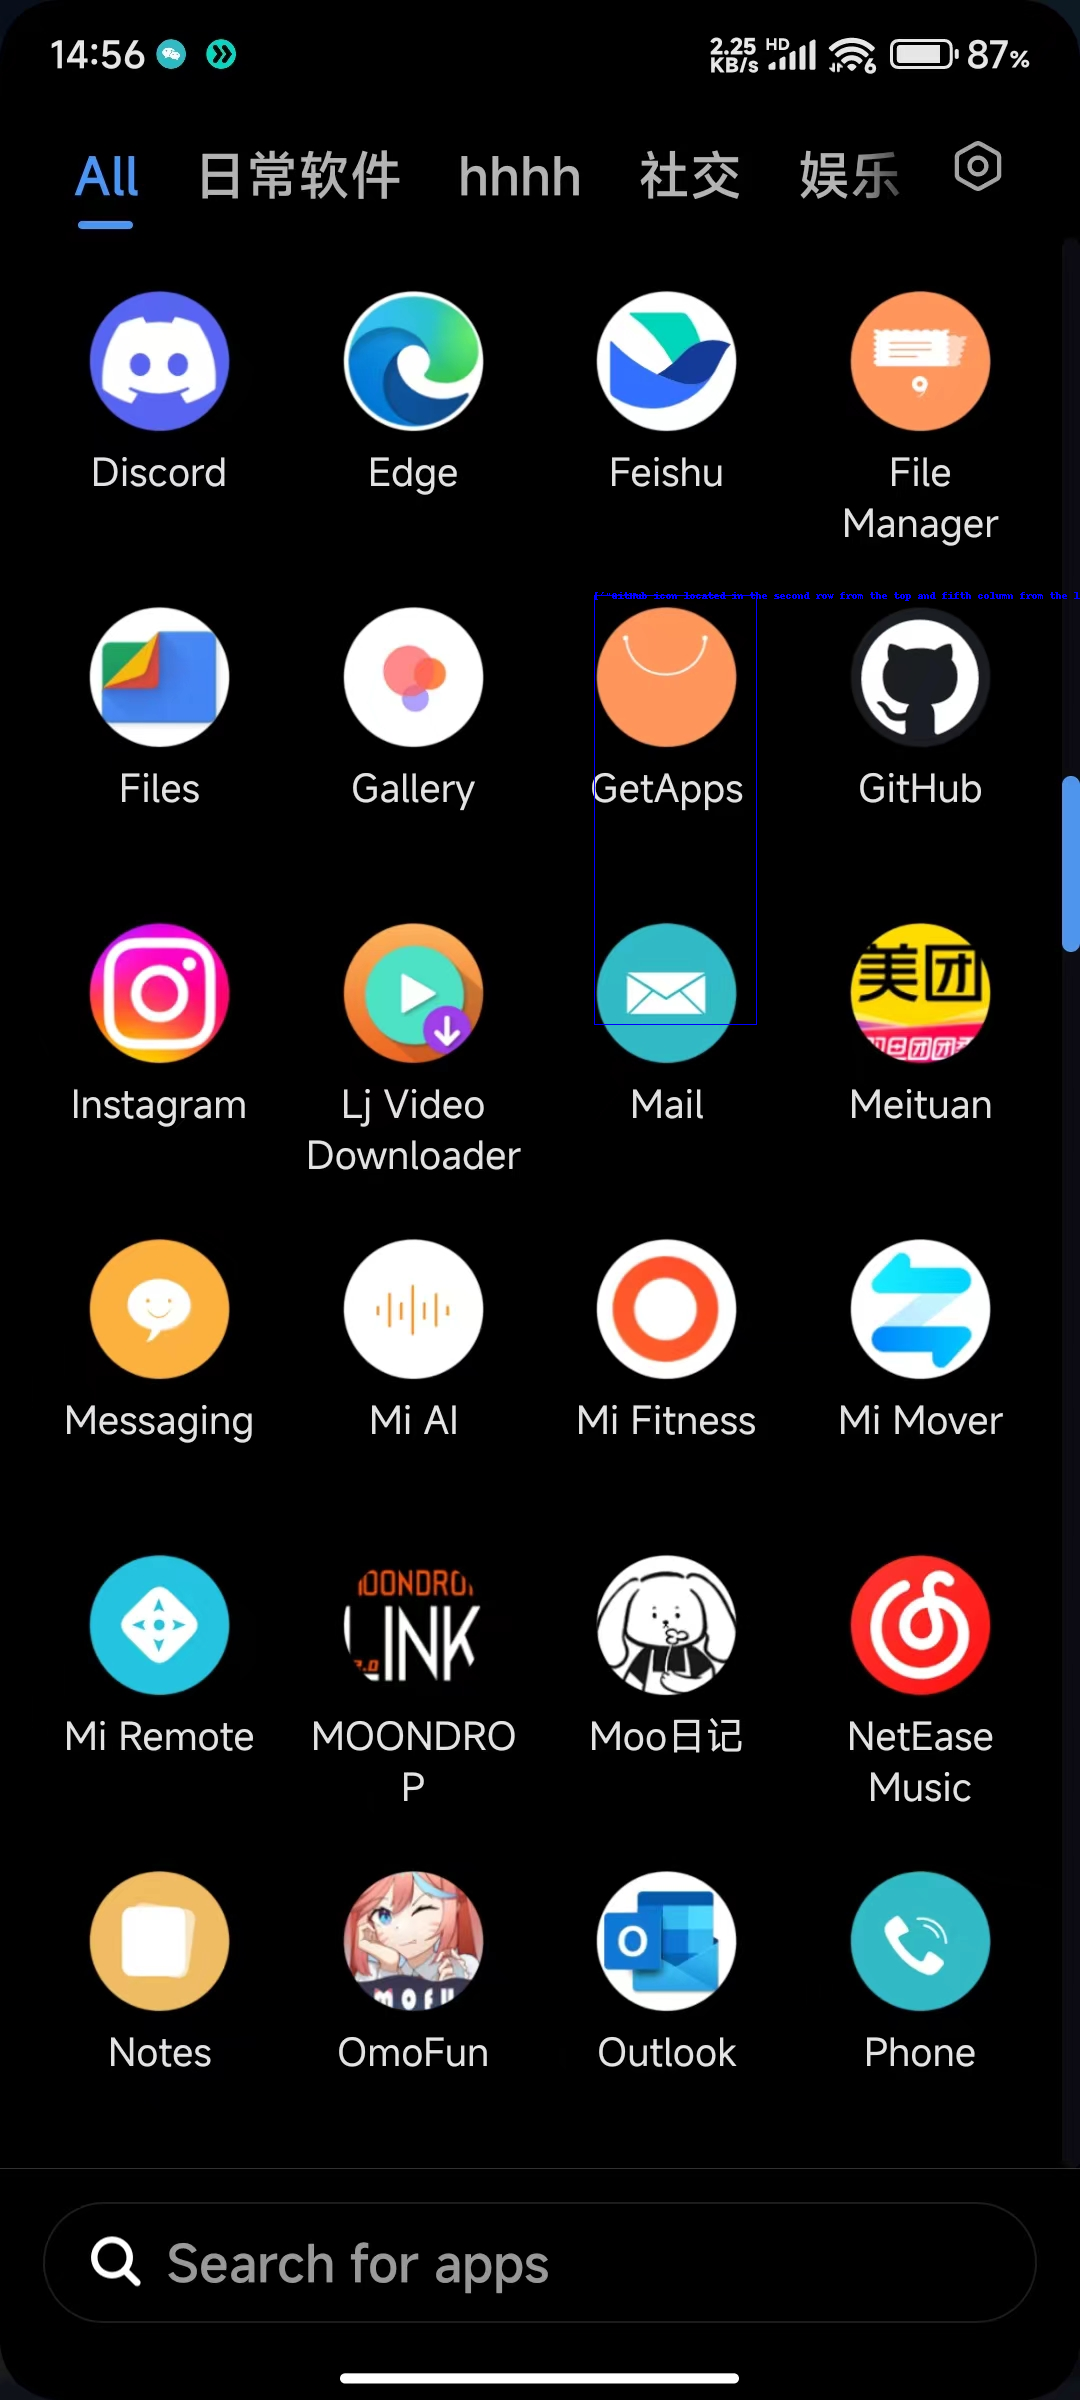 14:56 2.25 KB/s HD 6 87%
All 日常软件 hhhh 社交 娱乐
Discord Edge Feishu File Manager
GitHub icon located in the second row from the top and fifth column from the
Files Gallery GetApps GitHub
美团
Instagram Lj Video Downloader Mail Meituan
Messaging Mi AI Mi Fitness Mi Mover
LINK
Mi Remote MOONDROP Moo日记 NetEase Music
O
Notes OmoFun Outlook Phone
Search for apps